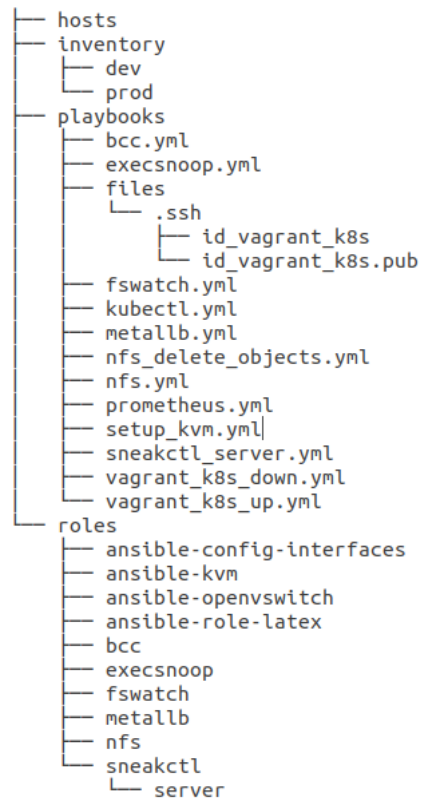 ├── hosts
├── inventory
│   ├── dev
│   └── prod
├── playbooks
│   ├── bcc.yml
│   ├── execsnoop.yml
│   ├── files
│   │   └── .ssh
│   │       ├── id_vagrant_k8s
│   │       └── id_vagrant_k8s.pub
│   ├── fswatch.yml
│   ├── kubectl.yml
│   ├── metallb.yml
│   ├── nfs_delete_objects.yml
│   ├── nfs.yml
│   ├── prometheus.yml
│   ├── setup_kvm.yml
│   ├── sneakctl_server.yml
│   ├── vagrant_k8s_down.yml
│   └── vagrant_k8s_up.yml
└── roles
    ├── ansible-config-interfaces
    ├── ansible-kvm
    ├── ansible-openvswitch
    ├── ansible-role-latex
    ├── bcc
    ├── execsnoop
    ├── fswatch
    ├── metallb
    ├── nfs
    └── sneakctl
        └── server